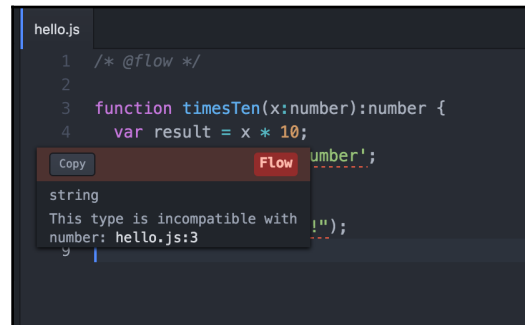 hello.js
1 /* @flow */
2
3 function timesTen(x:number):number {
4 var result = x * 10;
umber';
Copy Flow
string
This type is incompatible with
number: hello.js:3
!");
9